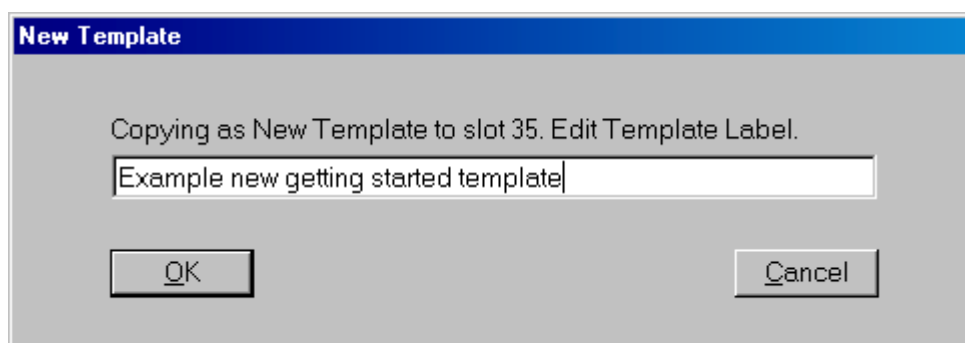 New Template
Copying as New Template to slot 35. Edit Template Label.
Example new getting started template
OK
Cancel